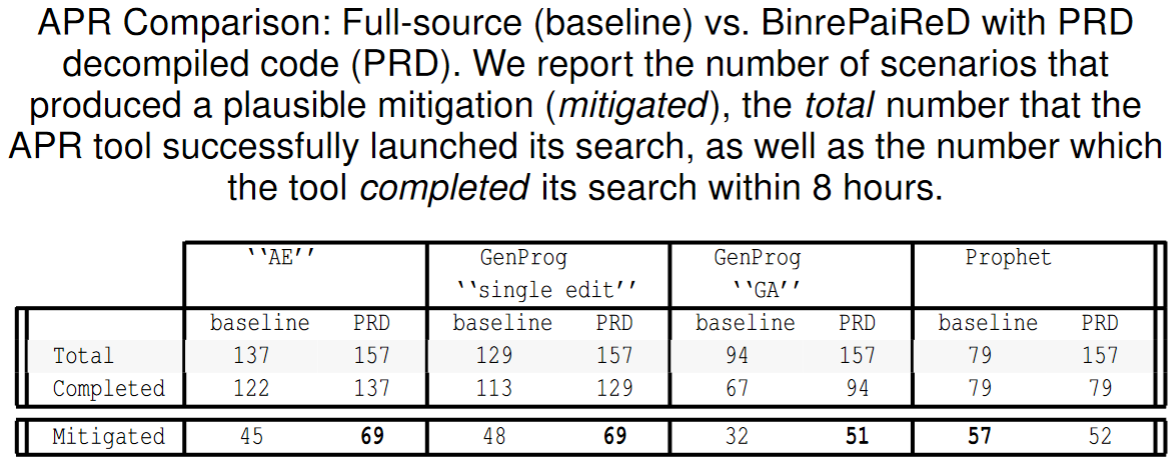 APR Comparison: Full-source (baseline) vs. BinrePaiReD with PRD
decompiled code (PRD). We report the number of scenarios that
produced a plausible mitigation (mitigated), the total number that the
APR tool successfully launched its search, as well as the number which
the tool completed its search within 8 hours.
‘‘AE’’ GenProg GenProg Prophet
‘‘single edit’’ ‘‘GA’’
baseline PRD baseline PRD baseline PRD baseline PRD
Total 137 157 129 157 94 157 79 157
Completed 122 137 113 129 67 94 79 79
Mitigated 45 69 48 69 32 51 57 52